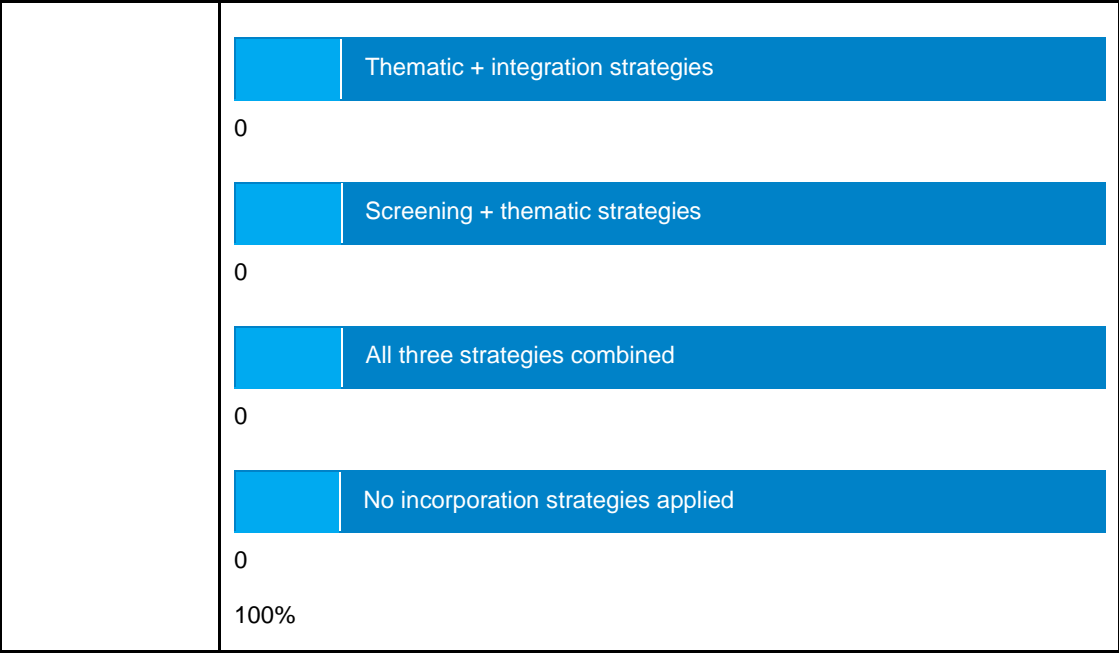 Thematic + integration strategies
0
Screening + thematic strategies
0
All three strategies combined
0
No incorporation strategies applied
0
100%